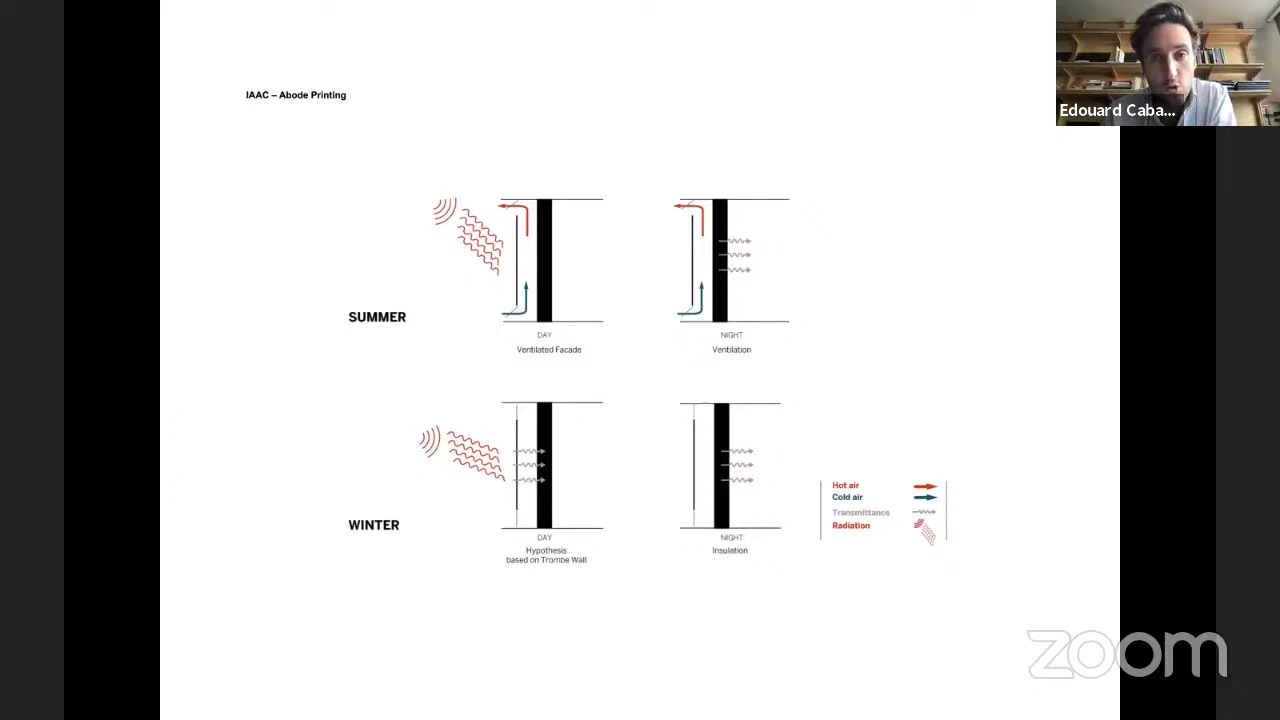 IAAC – Abode Printing
Edouard Caba...
SUMMER
DAY
Ventilated Facade
NIGHT
Ventilation
WINTER
DAY
Hypothesis
based on Trombe Wall
NIGHT
Insulation
Hot air
Cold air
Transmittance
Radiation
zoom